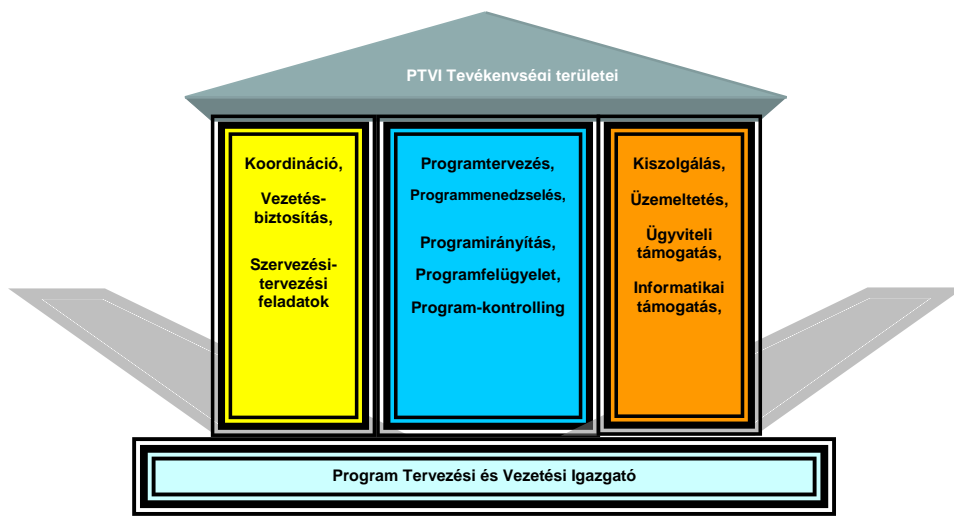 PTVI Tevékenységi területei
Koordináció,
Vezetés-
biztosítás,
Szervezési-
tervezési
feladatok
Programtervezés,
Programmenedzselés,
Programirányítás,
Programfelügyelet,
Program-kontrolling
Kiszolgálás,
Üzemeltetés,
Ügyviteli
támogatás,
Informatikai
támogatás,
Program Tervezési és Vezetési Igazgató